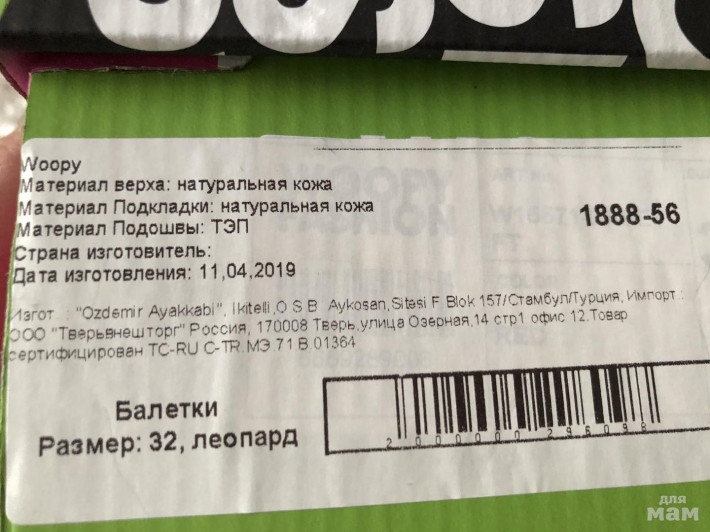 Woopy
Материал верха: натуральная кожа
Материал Подкладки: натуральная кожа
Материал Подошвы: ТЭП
Страна изготовитель:
Дата изготовления: 11,04,2019
1888-56
Изгот : "Ozdemir Ayakkabi", Ikitelli,O S B Aykosan,Sitesi F Blok 157/Стамбул/Турция, Импорт.:
ООО "Тверьвнешторг" Россия, 170008 Тверь,улица Озерная,14 стр1 офис 12.Товар
сертифицирован TC-RU C-TR.МЭ.71 В.01364
Балетки
Размер: 32, леопард
2000000296098
для
мам